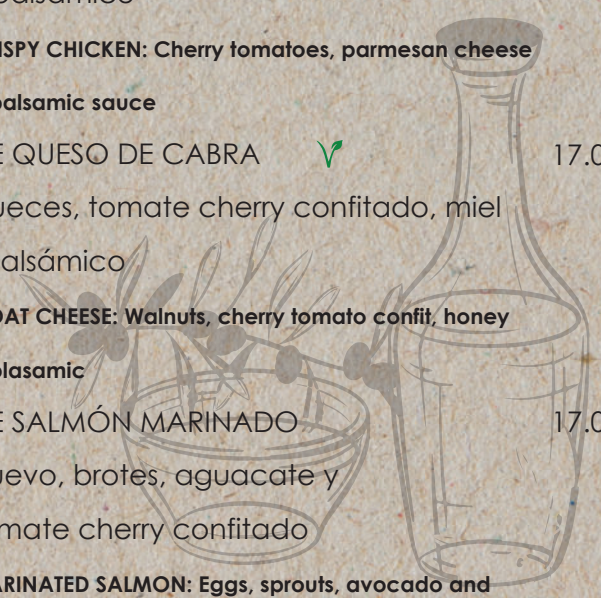 balsámico
ISPY CHICKEN: Cherry tomatoes, parmesan cheese
balsamic sauce
E QUESO DE CABRA 17.0
ueces, tomate cherry confitado, miel
alsámico
OAT CHEESE: Walnuts, cherry tomato confit, honey
blasamic
E SALMÓN MARINADO 17.0
uevo, brotes, aguacate y
mate cherry confitado
ARINATED SALMON: Eggs, sprouts, avocado and